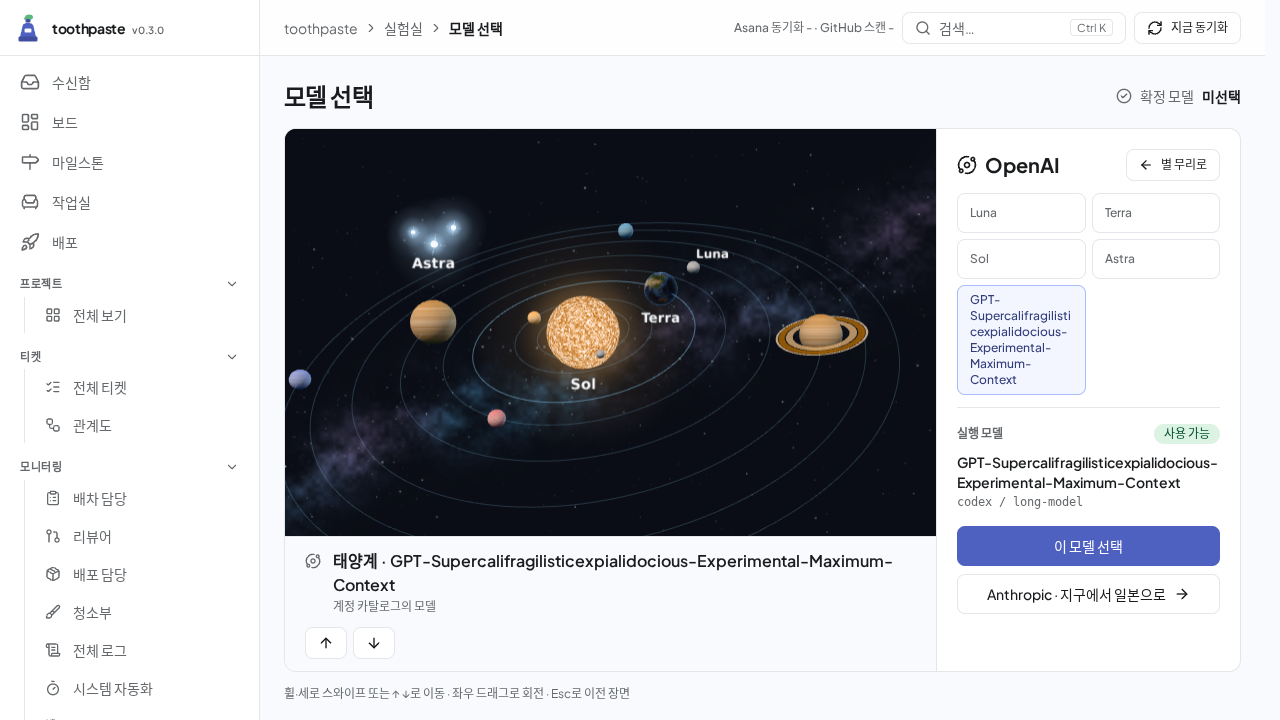 toothpaste v0.3.0
수신함
보드
마일스톤
작업실
배포
프로젝트
전체 보기
티켓
전체 티켓
관계도
모니터링
배차 담당
리뷰어
배포 담당
청소부
전체 로그
시스템 자동화
toothpaste > 실험실 > 모델 선택
Asana 동기화 - · GitHub 스캔 -
검색... Ctrl K
지금 동기화
모델 선택
확정 모델 미선택
Astra
Luna
Terra
Sol
태양계 · GPT-Supercalifragilisticexpialidocious-Experimental-Maximum-
Context
계정 카탈로그의 모델
OpenAI
별 무리로
Luna
Terra
Sol
Astra
GPT-
Supercalifragilisti
cexpialidocious-
Experimental-
Maximum-
Context
실행 모델
사용 가능
GPT-Supercalifragilisticexpialidocious-
Experimental-Maximum-Context
codex / long-model
이 모델 선택
Anthropic · 지구에서 일본으로
휠·세로 스와이프 또는 ↑ ↓로 이동 · 좌우 드래그로 회전 · Esc로 이전 장면